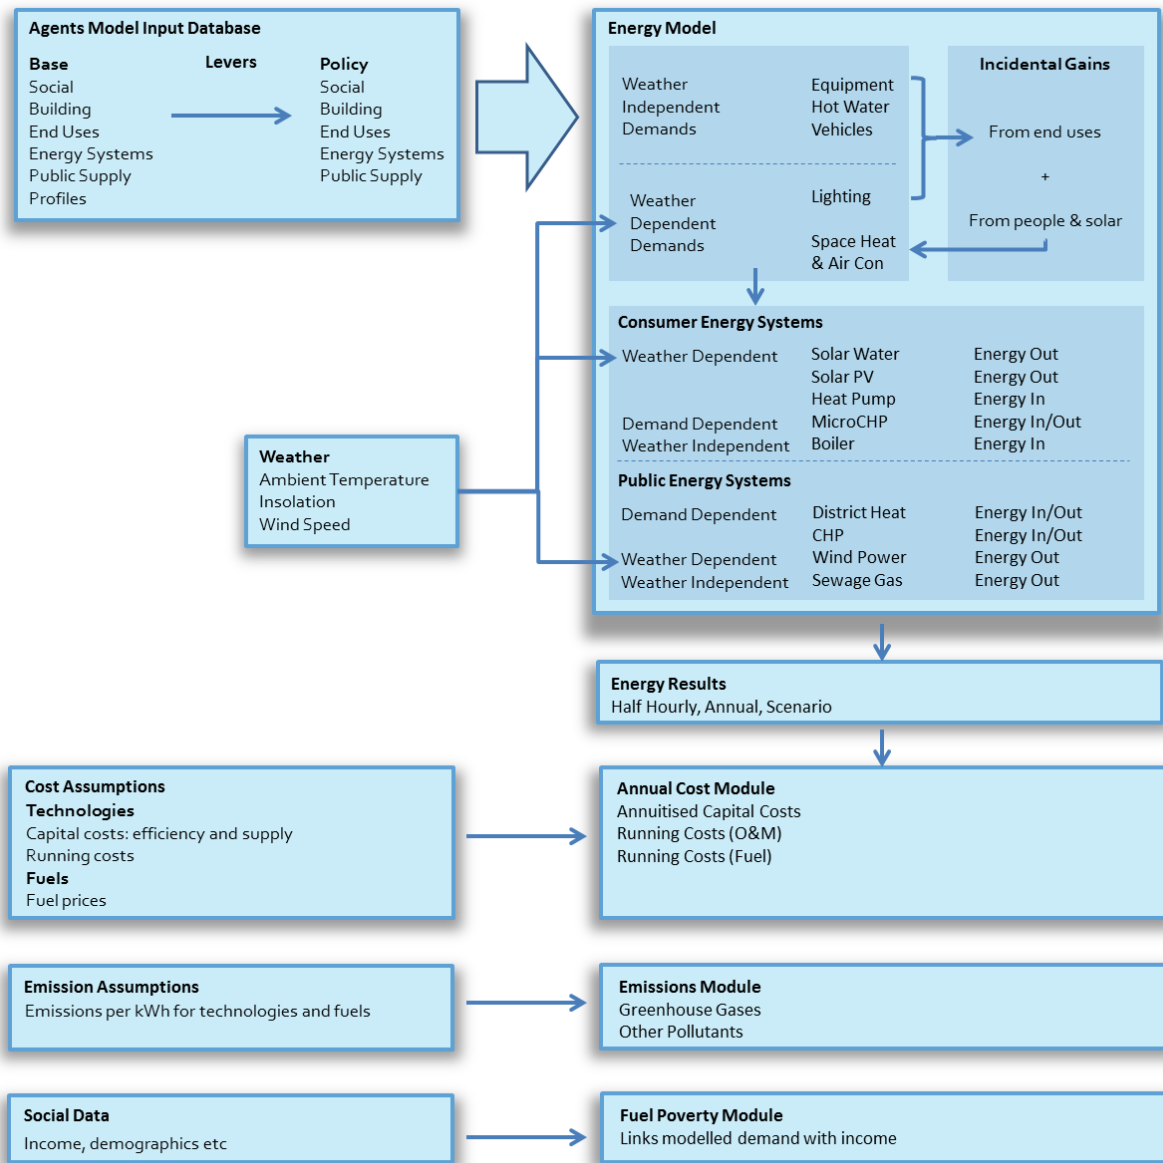 Agents Model Input Database
Base
Levers
Policy
Social
Building
End Uses
Energy Systems
Public Supply
Profiles
Social
Building
End Uses
Energy Systems
Public Supply
Energy Model
Weather
Independent
Demands
Equipment
Hot Water
Vehicles
Weather
Dependent
Demands
Lighting
Space Heat
& Air Con
Incidental Gains
From end uses
+
From people & solar
Consumer Energy Systems
Weather Dependent Solar Water Energy Out
Solar PV Energy Out
Heat Pump Energy In
Demand Dependent MicroCHP Energy In/Out
Weather Independent Boiler Energy In
Public Energy Systems
Demand Dependent District Heat Energy In/Out
CHP Energy In/Out
Weather Dependent Wind Power Energy Out
Weather Independent Sewage Gas Energy Out
Weather
Ambient Temperature
Insolation
Wind Speed
Energy Results
Half Hourly, Annual, Scenario
Cost Assumptions
Technologies
Capital costs: efficiency and supply
Running costs
Fuels
Fuel prices
Annual Cost Module
Annuitised Capital Costs
Running Costs (O&M)
Running Costs (Fuel)
Emission Assumptions
Emissions per kWh for technologies and fuels
Emissions Module
Greenhouse Gases
Other Pollutants
Social Data
Income, demographics etc
Fuel Poverty Module
Links modelled demand with income